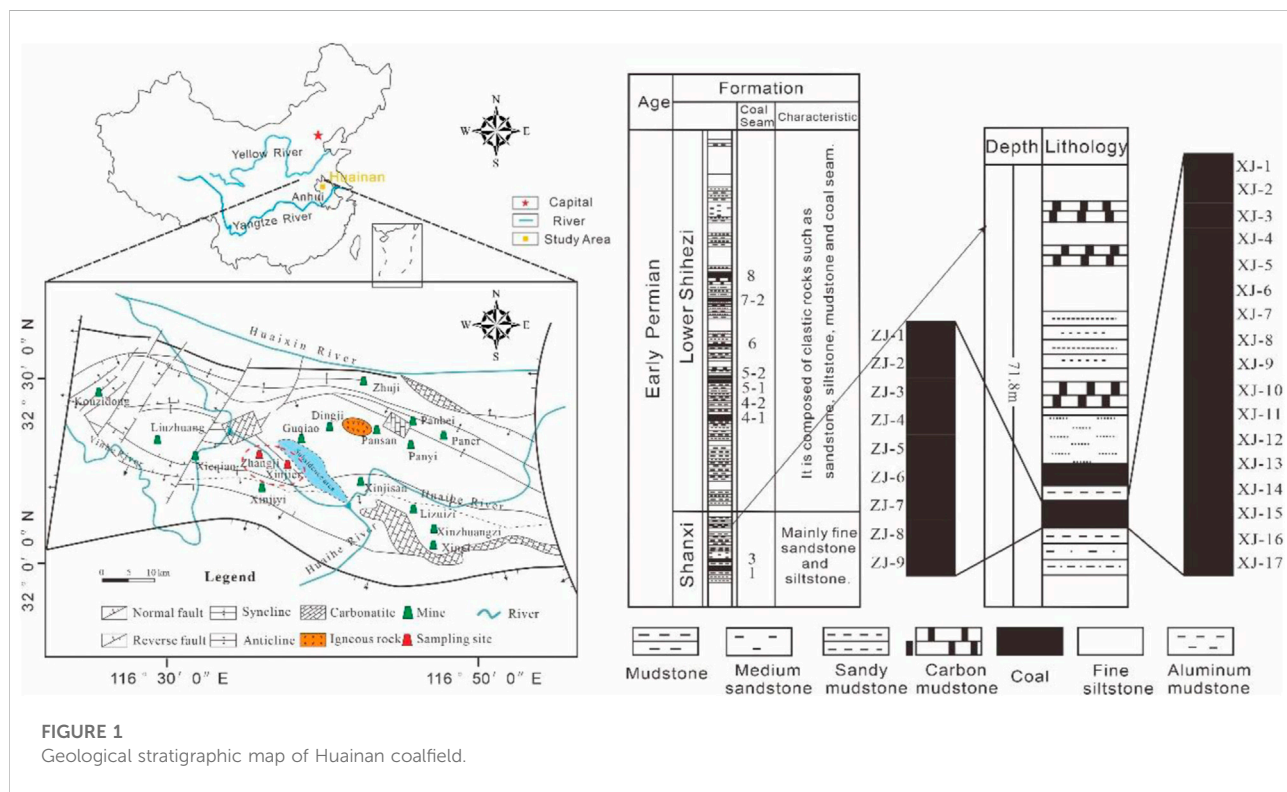 N
W
E
S
Yellow River
Huainan
Anhui
Yangtze River
Capital
River
Study Area
N
W
E
S
32° 0′ N
30′ 0″ N
Huaixin River
Zhuji
Kouzidong
Dingji
Panbei
Liuzhuang
Guqiao
Pansan
Paner
Panyi
Zhangji
Xieqiao
Xinjier
Xinjisan
Xinjiyi
Huaihe River
Lizuizi
Xinzhuangzi
Huaihe River
0 5 10 km
Legend
Normal fault
Syncline
Carbonatite
Mine
River
Reverse fault
Anticline
Igneous rock
Sampling site
116° 30′ 0″ E
116° 50′ 0″ E
Age
Formation
Coal
Seam
Characteristic
Early Permian
Lower Shihezi
8
7-2
6
5-2
5-1
4-2
4-1
It is composed of clastic rocks such as
sandstone, siltstone, mudstone and coal seam.
Shanxi
3
1
Mainly fine
sandstone
and
siltstone.
ZJ-1
ZJ-2
ZJ-3
ZJ-4
ZJ-5
ZJ-6
ZJ-7
ZJ-8
ZJ-9
Depth
Lithology
71.8m
XJ-1
XJ-2
XJ-3
XJ-4
XJ-5
XJ-6
XJ-7
XJ-8
XJ-9
XJ-10
XJ-11
XJ-12
XJ-13
XJ-14
XJ-15
XJ-16
XJ-17
Mudstone
Medium
sandstone
Sandy
mudstone
Carbon
mudstone
Coal
Fine
siltstone
Aluminum
mudstone
FIGURE 1
Geological stratigraphic map of Huainan coalfield.